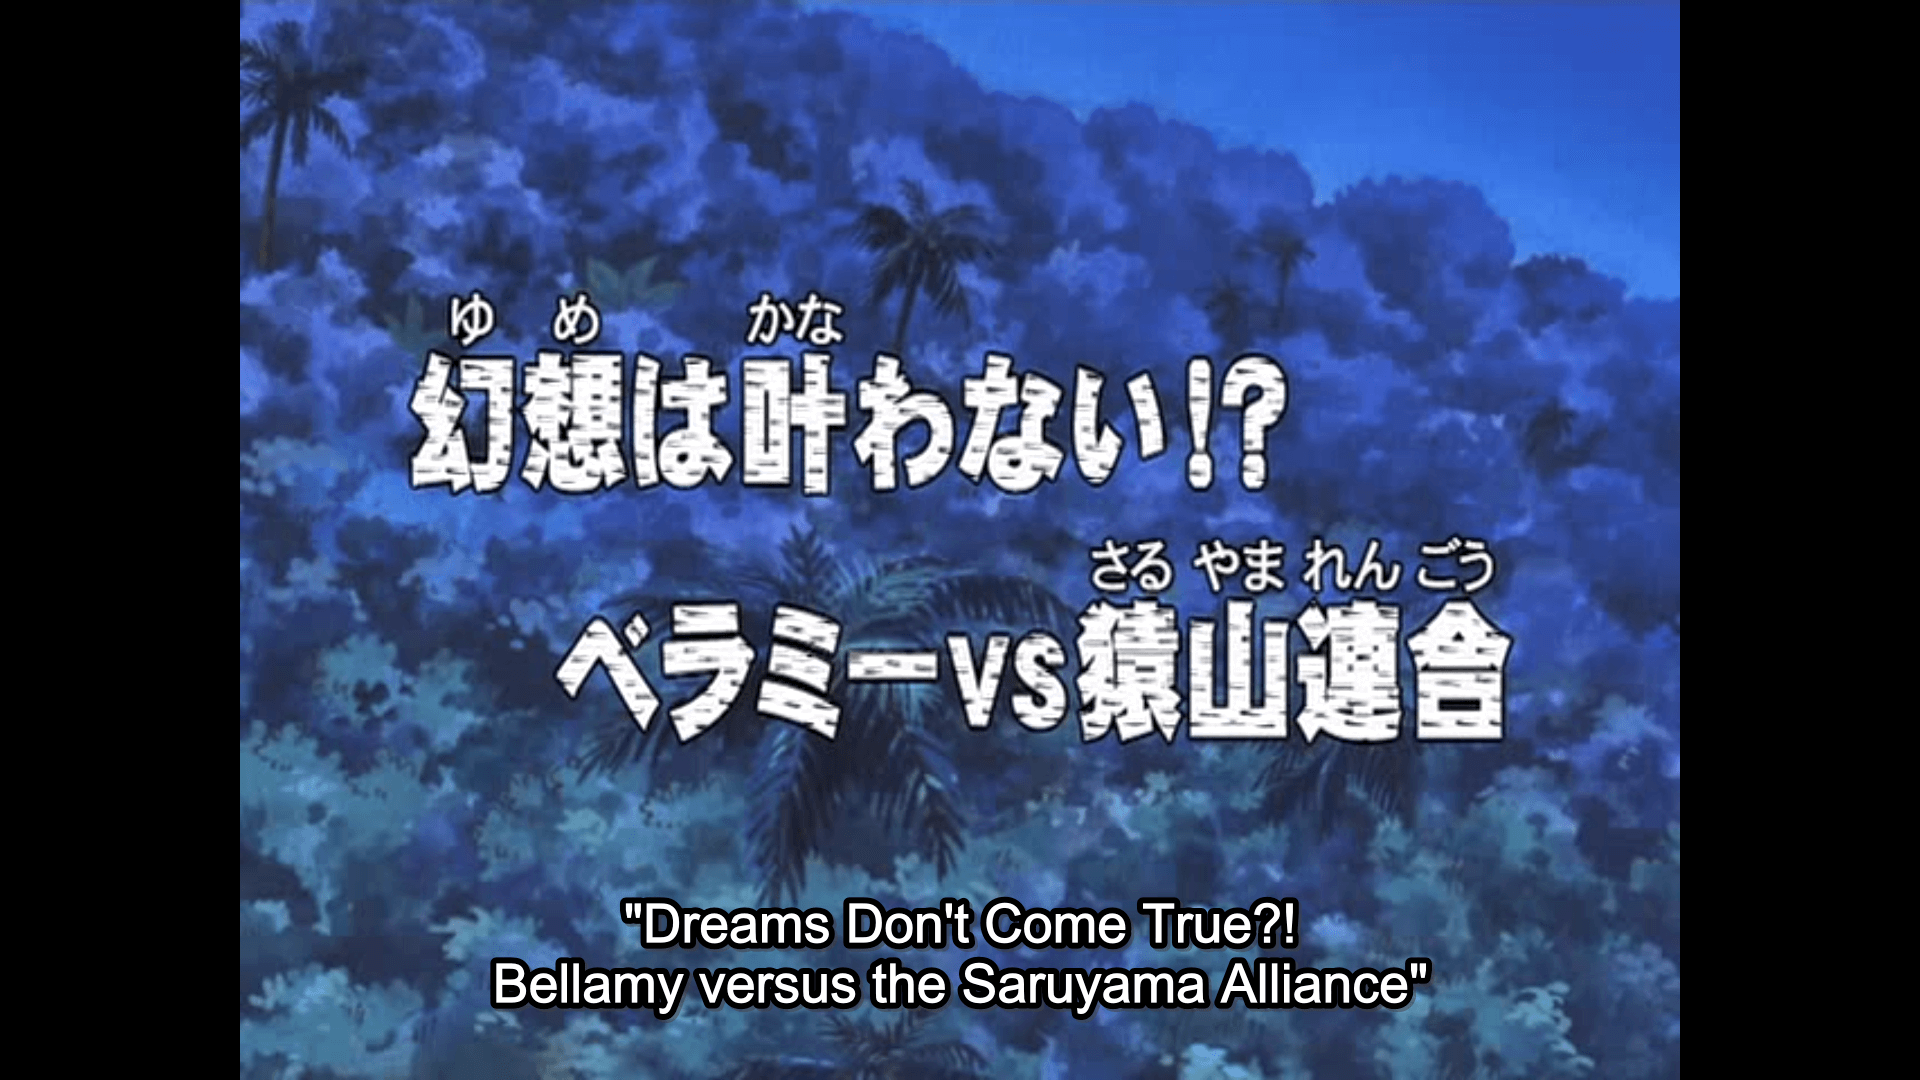 ゆめ かな
幻想は叶わない!?
さる やま れん ごう
ベラミーvs猿山連合
"Dreams Don't Come True?!
Bellamy versus the Saruyama Alliance"